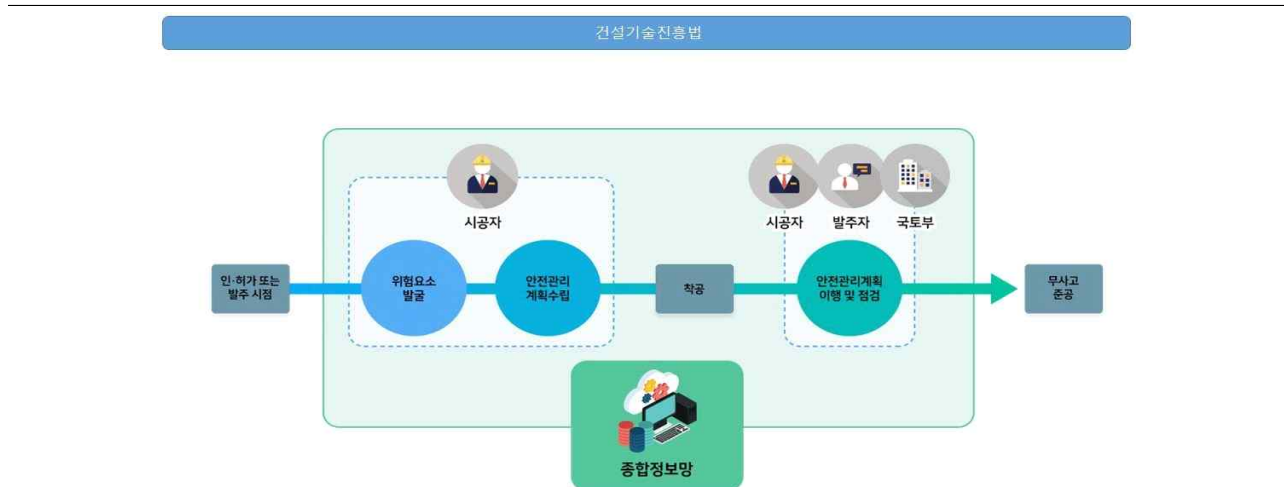 건설기술진흥법
시공자
시공자
발주자
국토부
인·허가 또는
발주 시점
위험요소
발굴
안전관리
계획수립
착공
안전관리계획
이행 및 점검
무사고
준공
종합정보망